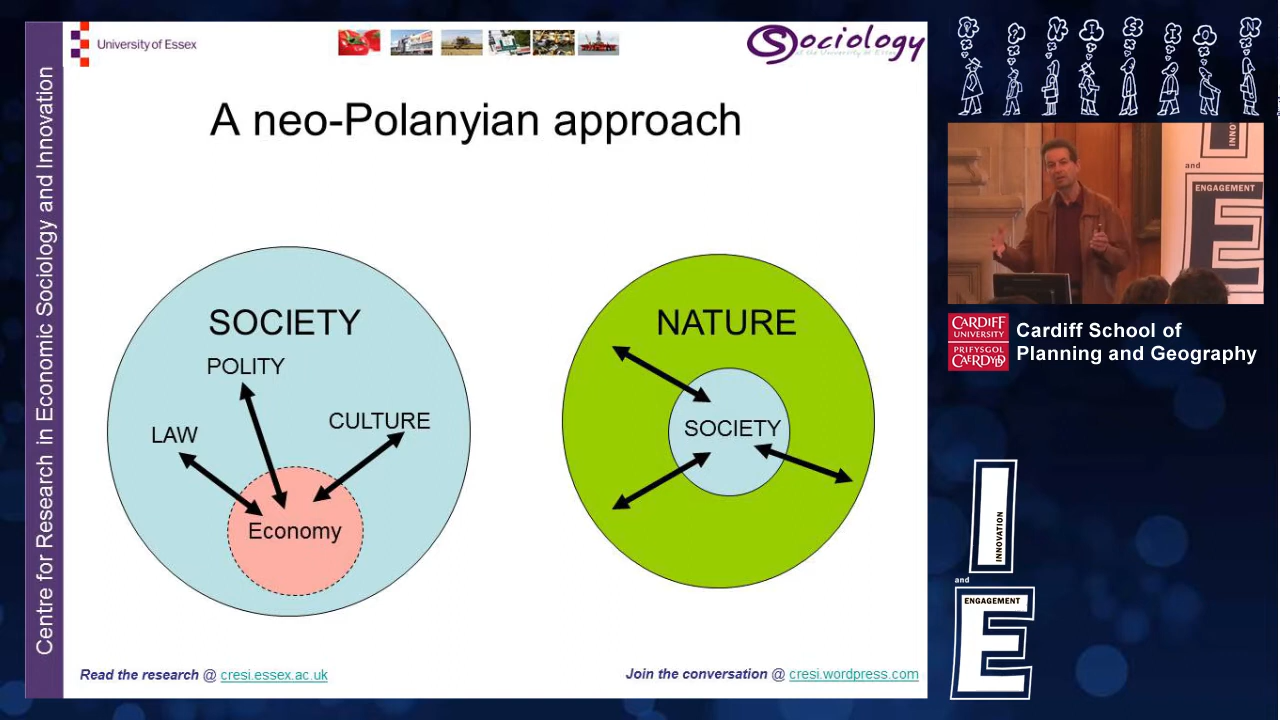 University of Essex
Sociology
Centre for Research in Economic Sociology and Innovation
A neo-Polanyian approach
SOCIETY
POLITY
LAW
CULTURE
Economy
NATURE
SOCIETY
Read the research @ cresi.essex.ac.uk
Join the conversation @ cresi.wordpress.com
and
ENGAGEMENT
E
CARDIFF
UNIVERSITY
PRIFYSGOL
CAERDYDD
Cardiff School of
Planning and Geography
I
INNOVATION
and
ENGAGEMENT
E